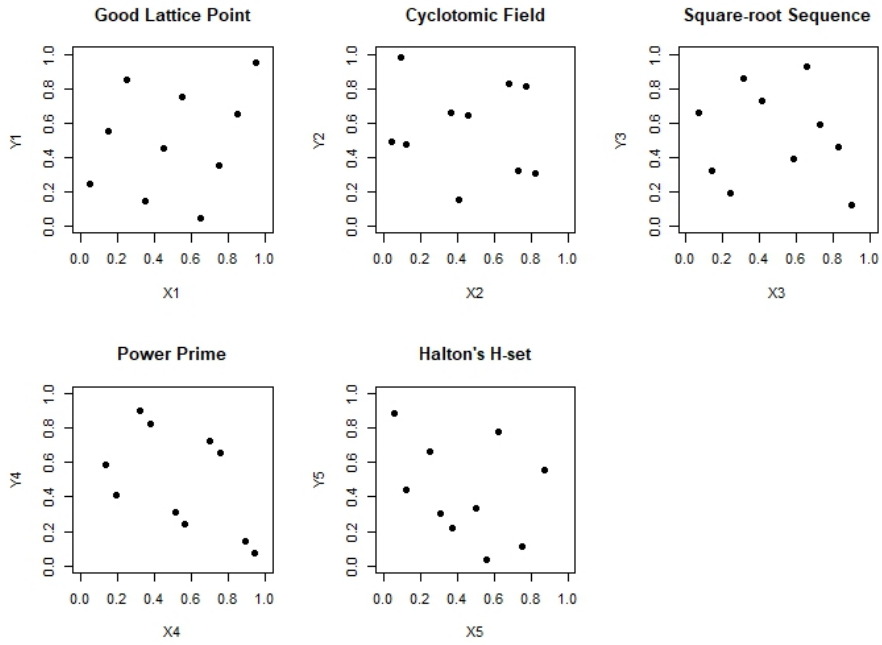 Good Lattice Point
Y1
1.0
0.8
0.6
0.4
0.2
0.0
0.0 0.2 0.4 0.6 0.8 1.0
X1
Cyclotomic Field
Y2
1.0
0.8
0.6
0.4
0.2
0.0
0.0 0.2 0.4 0.6 0.8 1.0
X2
Square-root Sequence
Y3
1.0
0.8
0.6
0.4
0.2
0.0
0.0 0.2 0.4 0.6 0.8 1.0
X3
Power Prime
Y4
1.0
0.8
0.6
0.4
0.2
0.0
0.0 0.2 0.4 0.6 0.8 1.0
X4
Halton's H-set
Y5
1.0
0.8
0.6
0.4
0.2
0.0
0.0 0.2 0.4 0.6 0.8 1.0
X5